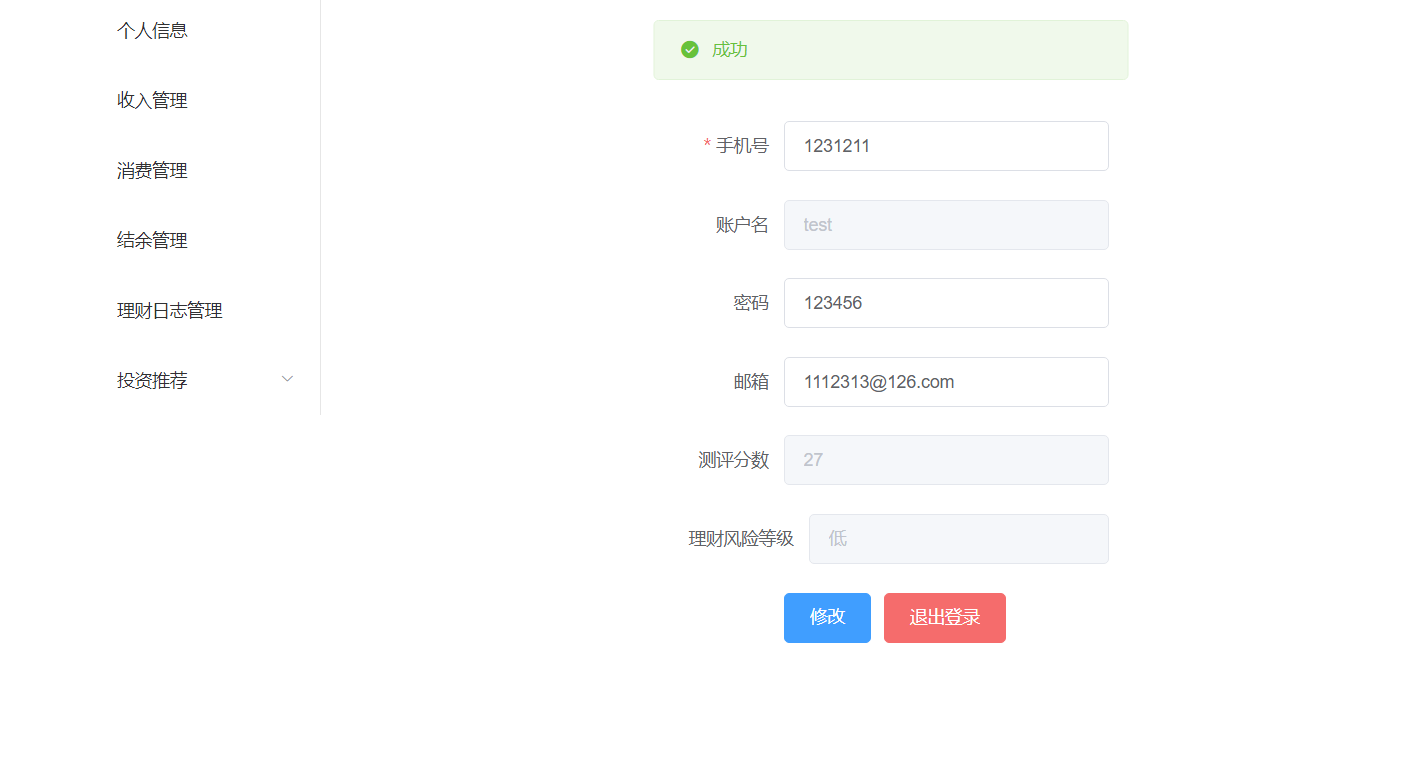 个人信息
收入管理
消费管理
结余管理
理财日志管理
投资推荐
成功
* 手机号 1231211
账户名 test
密码 123456
邮箱 1112313@126.com
测评分数 27
理财风险等级 低
修改 退出登录